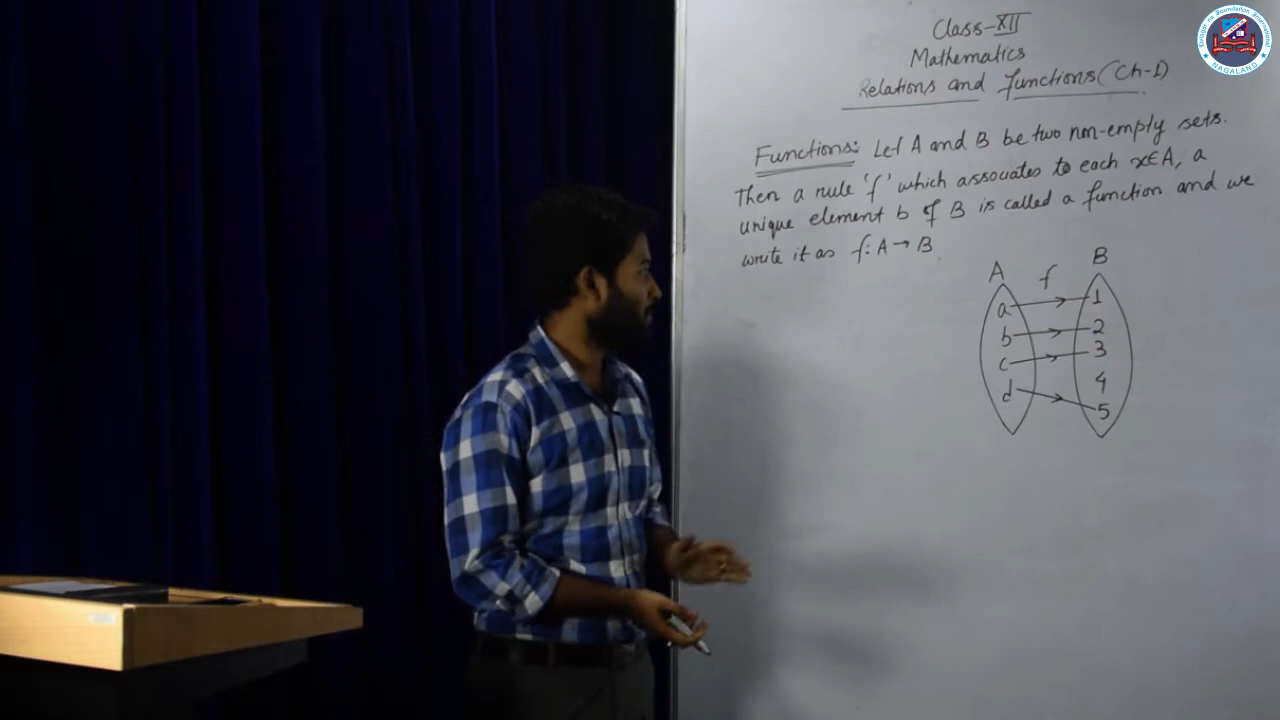 Class-XII
Mathematics
Relations and functions (Ch-1)
Functions: Let A and B be two non-empty sets.
Then a rule 'f' which associates to each x∈A, a
unique element b of B is called a function and we
write it as f: A→B.
A f B
a 1
b 2
c 3
d 4
5
NAGALAND